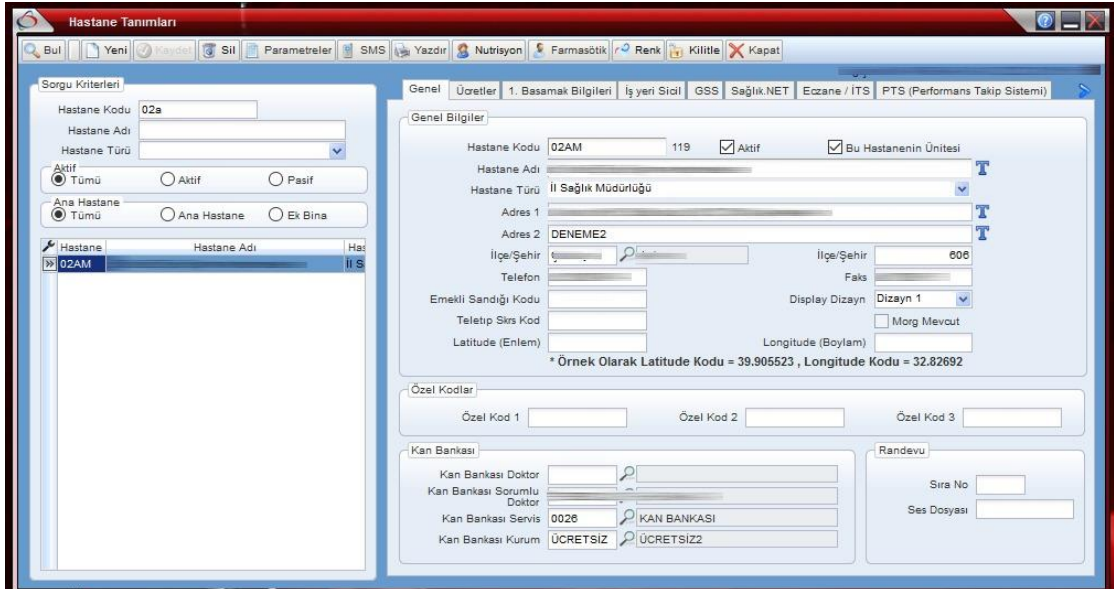 Hastane Tanımları
Bul Yeni Kaydet Sil Parametreler SMS Yazdır Nutrisyon Farmasötik Renk Kilitle Kapat
Sorgu Kriterleri
Hastane Kodu 02a
Hastane Adı
Hastane Türü
Aktif
Tümü Aktif Pasif
Ana Hastane
Tümü Ana Hastane Ek Bina
Hastane Hastane Adı Has
02AM İl S
Genel Ücretler 1. Basamak Bilgileri İş yeri Sicil GSS Sağlık.NET Eczane / İTS PTS (Performans Takip Sistemi)
Genel Bilgiler
Hastane Kodu 02AM 119 Aktif Bu Hastanenin Ünitesi
Hastane Adı
Hastane Türü İl Sağlık Müdürlüğü
Adres 1
Adres 2 DENEME2
İlçe/Şehir İlçe/Şehir 606
Telefon Faks
Emekli Sandığı Kodu Display Dizayn Dizayn 1
Teletıp Skrs Kod Morg Mevcut
Latitude (Enlem) Longitude (Boylam)
* Örnek Olarak Latitude Kodu = 39.905523 , Longitude Kodu = 32.82692
Özel Kodlar
Özel Kod 1 Özel Kod 2 Özel Kod 3
Kan Bankası
Kan Bankası Doktor
Kan Bankası Sorumlu
Doktor
Kan Bankası Servis 0026 KAN BANKASI
Kan Bankası Kurum ÜCRETSİZ ÜCRETSİZ2
Randevu
Sıra No
Ses Dosyası